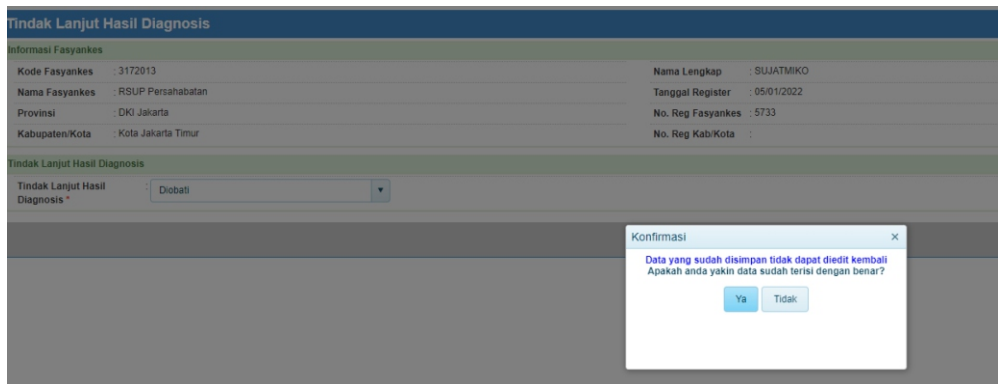 Tindak Lanjut Hasil Diagnosis
Informasi Fasyankes
Kode Fasyankes : 3172013 Nama Lengkap : SUJATMIKO
Nama Fasyankes : RSUP Persahabatan Tanggal Register : 05/01/2022
Provinsi : DKI Jakarta No. Reg Fasyankes : 5733
Kabupaten/Kota : Kota Jakarta Timur No. Reg Kab/Kota :
Tindak Lanjut Hasil Diagnosis
Tindak Lanjut Hasil : Diobati
Diagnosis *
Konfirmasi
Data yang sudah disimpan tidak dapat diedit kembali
Apakah anda yakin data sudah terisi dengan benar?
Ya Tidak